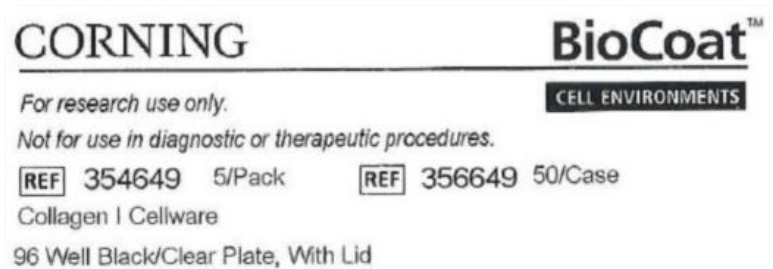 CORNING BioCoat™
CELL ENVIRONMENTS
For research use only.
Not for use in diagnostic or therapeutic procedures.
REF 354649 5/Pack REF 356649 50/Case
Collagen I Cellware
96 Well Black/Clear Plate, With Lid